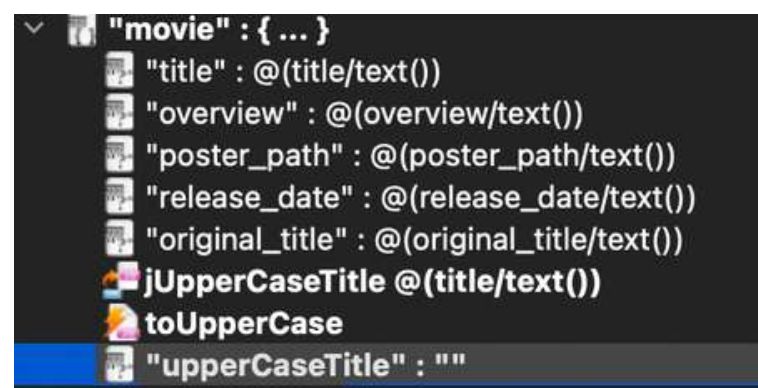 "movie" : { ... }
"title" : @(title/text())
"overview" : @(overview/text())
"poster_path" : @(poster_path/text())
"release_date" : @(release_date/text())
"original_title" : @(original_title/text())
jUpperCaseTitle @(title/text())
toUpperCase
"upperCaseTitle" : ""